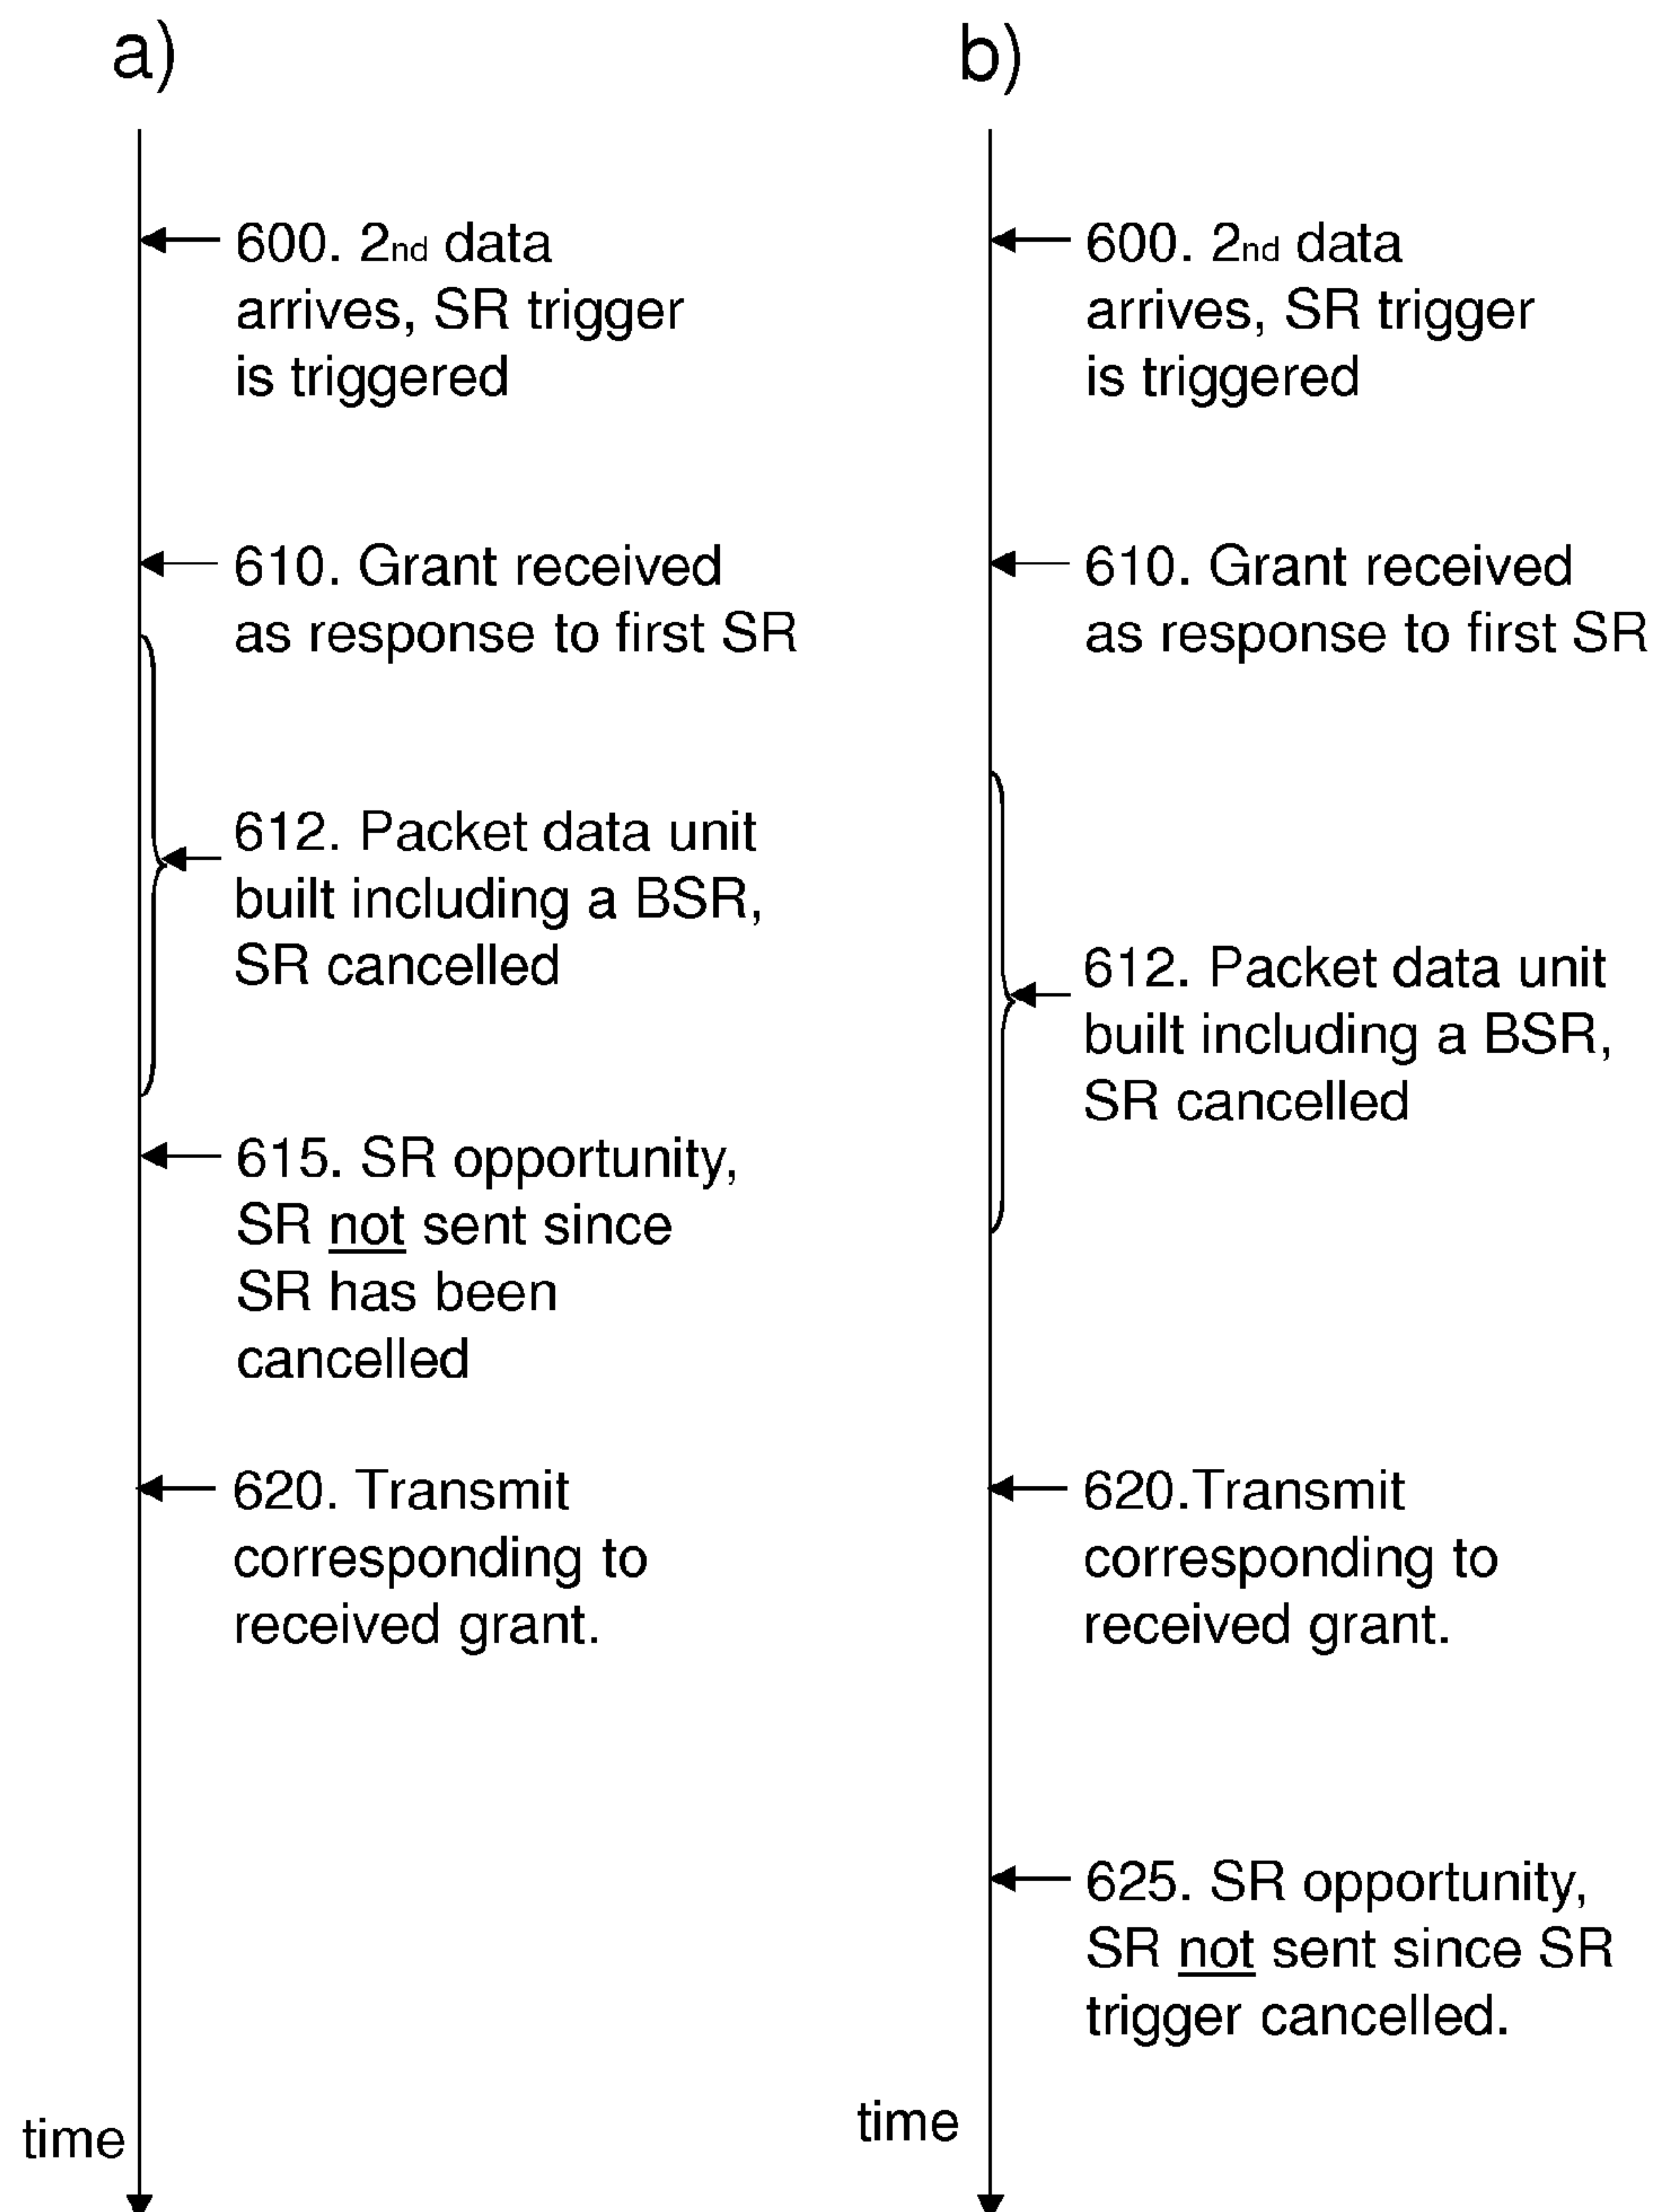 a)
600. 2nd data
arrives, SR trigger
is triggered
610. Grant received
as response to first SR
612. Packet data unit
built including a BSR,
SR cancelled
615. SR opportunity,
SR not sent since
SR has been
cancelled
620. Transmit
corresponding to
received grant.
time
b)
600. 2nd data
arrives, SR trigger
is triggered
610. Grant received
as response to first SR
612. Packet data unit
built including a BSR,
SR cancelled
620.Transmit
corresponding to
received grant.
625. SR opportunity,
SR not sent since SR
trigger cancelled.
time